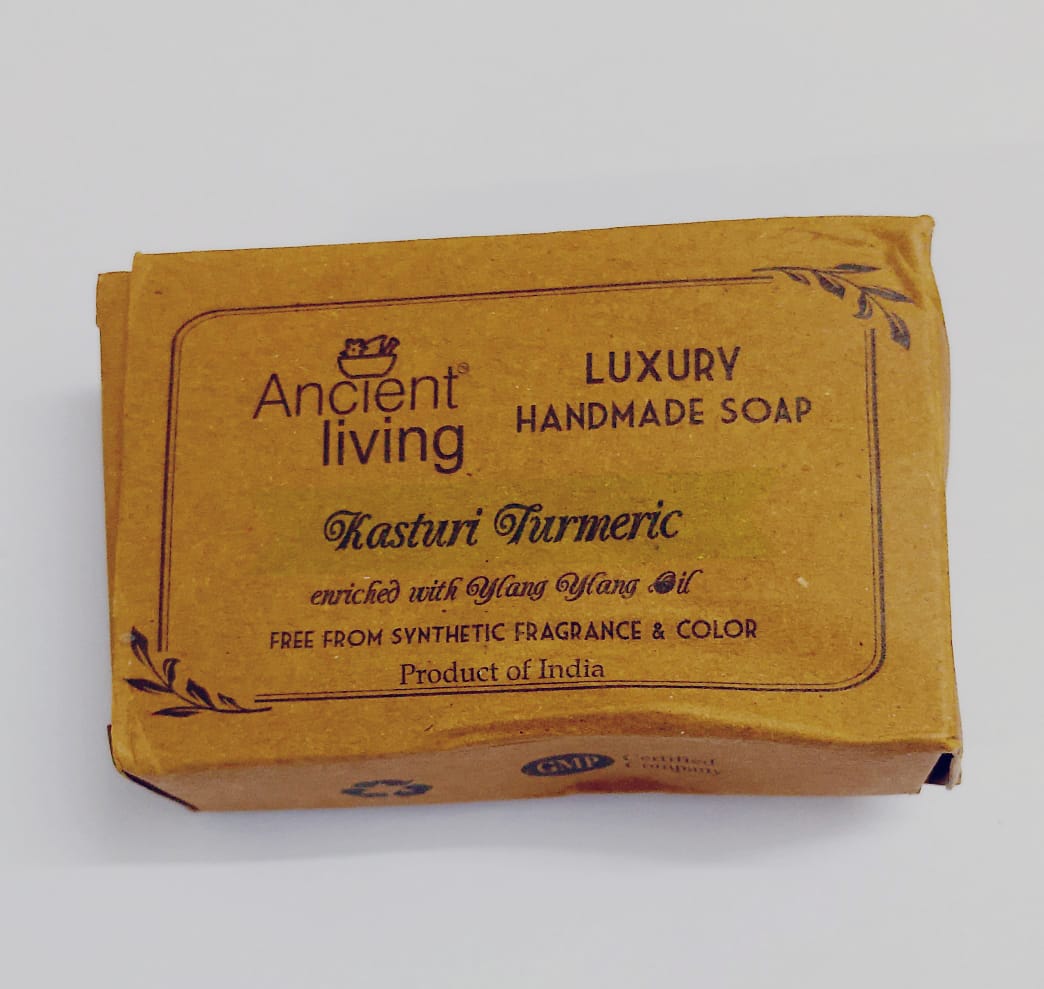 Ancient®
living
LUXURY
HANDMADE SOAP
Kasturi Turmeric
enriched with Ylang Ylang Oil
FREE FROM SYNTHETIC FRAGRANCE & COLOR
Product of India
GMP Certified
Company